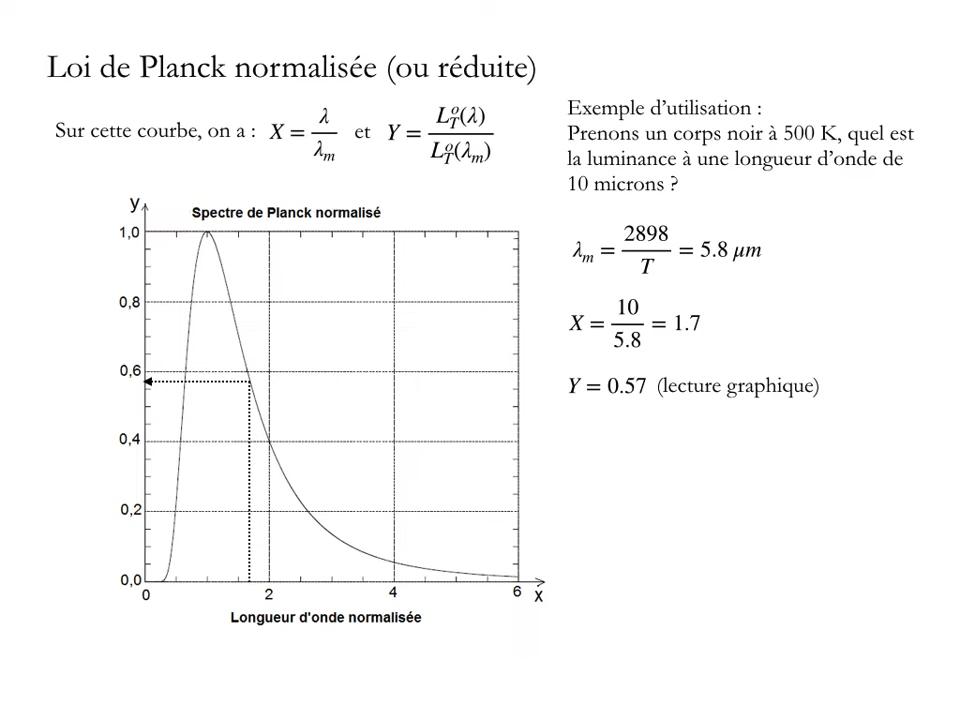 Loi de Planck normalisée (ou réduite)
Sur cette courbe, on a : X = λ / λm et Y = L°T(λ) / L°T(λm)
Exemple d'utilisation :
Prenons un corps noir à 500 K, quel est
la luminance à une longueur d'onde de
10 microns ?
λm = 2898 / T = 5.8 μm
X = 10 / 5.8 = 1.7
Y = 0.57 (lecture graphique)
y
Spectre de Planck normalisé
1,0
0,8
0,6
0,4
0,2
0,0
0 2 4 6 x
Longueur d'onde normalisée